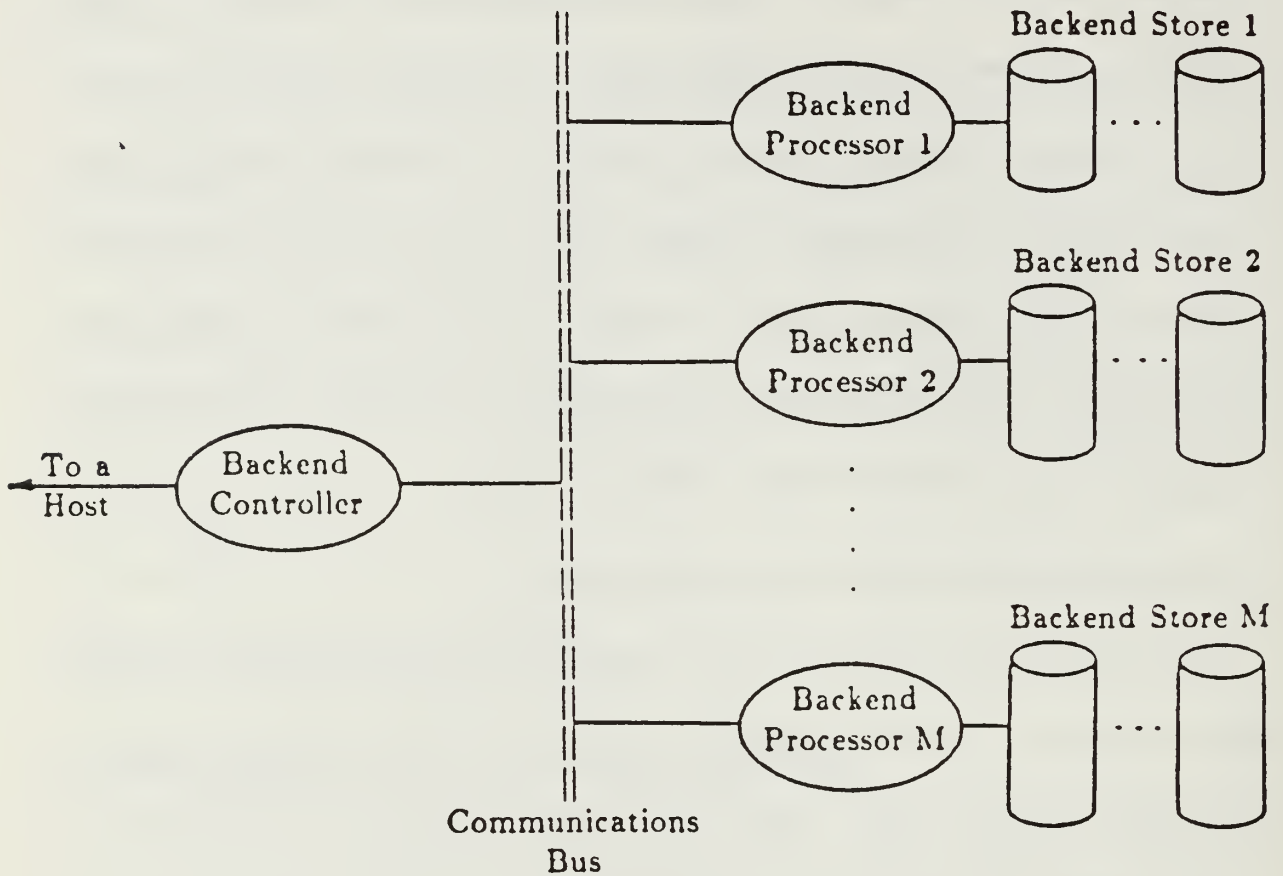 Backend Store 1
Backend
Processor 1
Backend Store 2
Backend
Processor 2
To a
Host
Backend
Controller
Backend Store M
Backend
Processor M
Communications
Bus